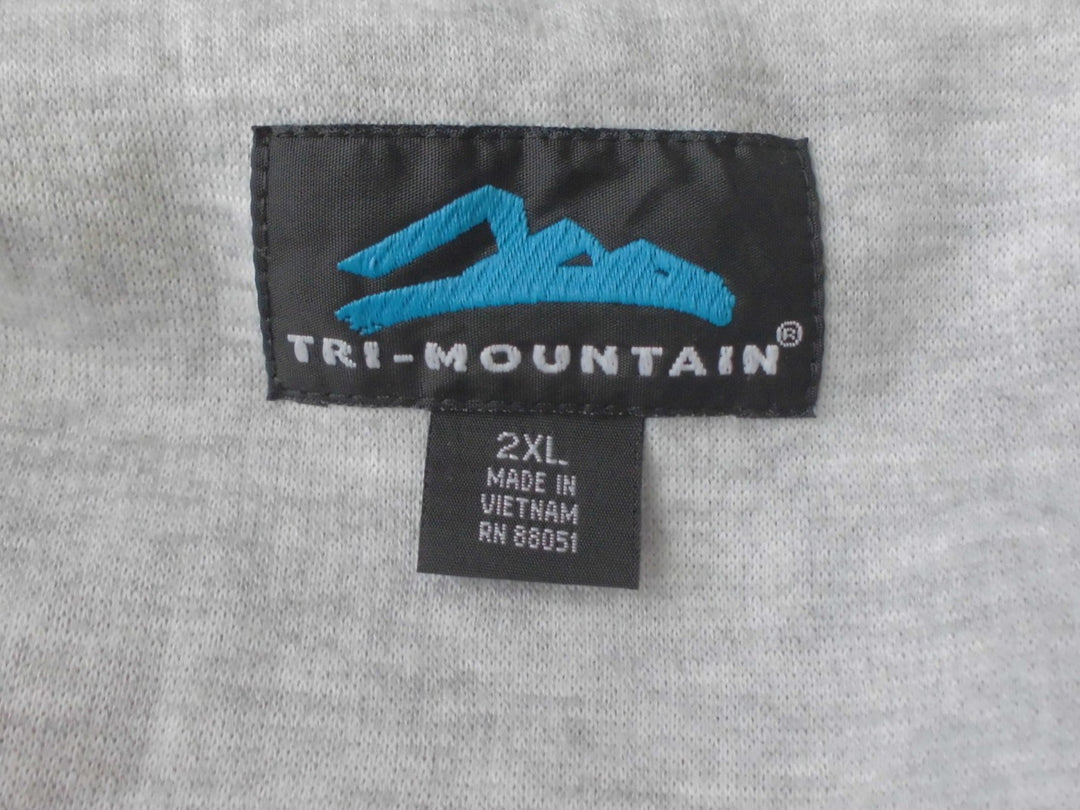 TRI-MOUNTAIN®
2XL
MADE IN
VIETNAM
RN 88051